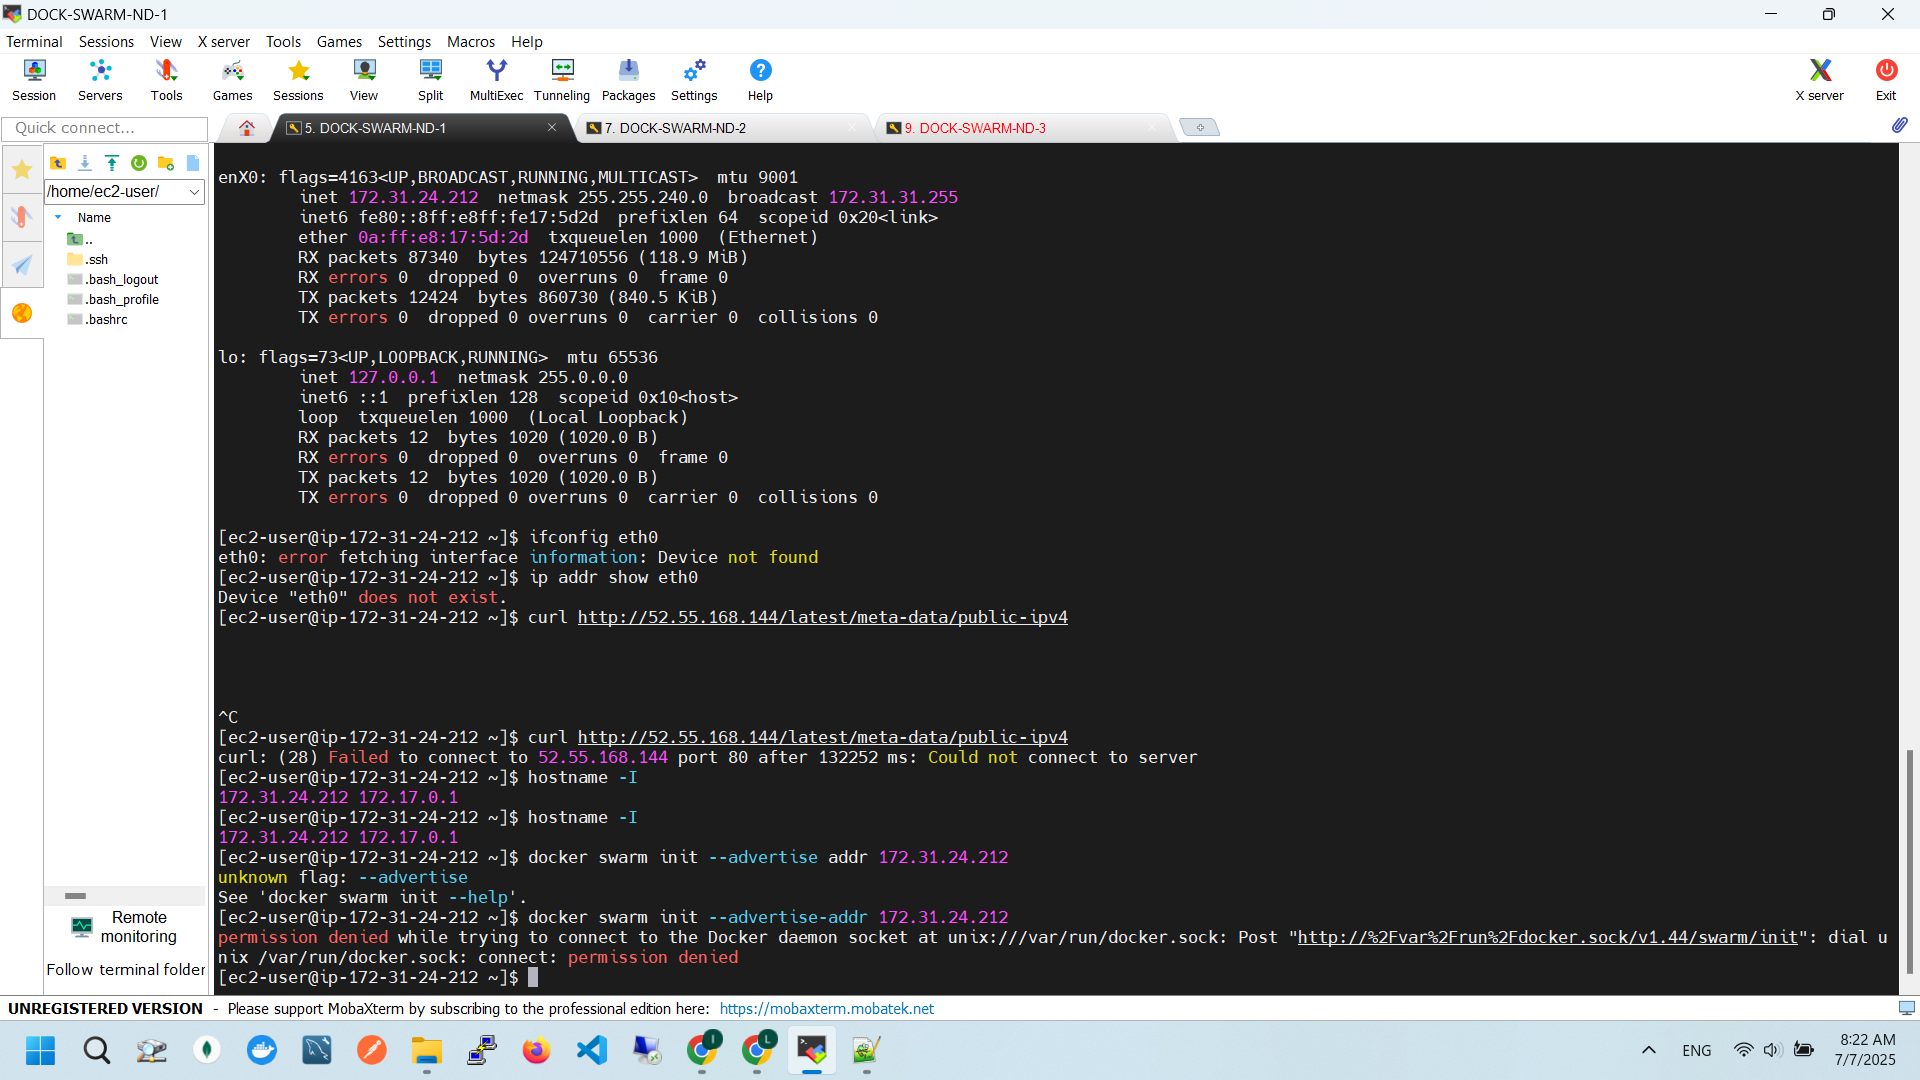 DOCK-SWARM-ND-1
Terminal Sessions View X server Tools Games Settings Macros Help
Session Servers Tools Games Sessions View Split MultiExec Tunneling Packages Settings Help X server Exit
Quick connect...
5. DOCK-SWARM-ND-1
7. DOCK-SWARM-ND-2
9. DOCK-SWARM-ND-3
/home/ec2-user/
Name
..
.ssh
.bash_logout
.bash_profile
.bashrc
Remote
monitoring
Follow terminal folder
enX0: flags=4163<UP,BROADCAST,RUNNING,MULTICAST>  mtu 9001
        inet 172.31.24.212  netmask 255.255.240.0  broadcast 172.31.31.255
        inet6 fe80::8ff:e8ff:fe17:5d2d  prefixlen 64  scopeid 0x20<link>
        ether 0a:ff:e8:17:5d:2d  txqueuelen 1000  (Ethernet)
        RX packets 87340  bytes 124710556 (118.9 MiB)
        RX errors 0  dropped 0  overruns 0  frame 0
        TX packets 12424  bytes 860730 (840.5 KiB)
        TX errors 0  dropped 0 overruns 0  carrier 0  collisions 0
lo: flags=73<UP,LOOPBACK,RUNNING>  mtu 65536
        inet 127.0.0.1  netmask 255.0.0.0
        inet6 ::1  prefixlen 128  scopeid 0x10<host>
        loop  txqueuelen 1000  (Local Loopback)
        RX packets 12  bytes 1020 (1020.0 B)
        RX errors 0  dropped 0  overruns 0  frame 0
        TX packets 12  bytes 1020 (1020.0 B)
        TX errors 0  dropped 0 overruns 0  carrier 0  collisions 0
[ec2-user@ip-172-31-24-212 ~]$ ifconfig eth0
eth0: error fetching interface information: Device not found
[ec2-user@ip-172-31-24-212 ~]$ ip addr show eth0
Device "eth0" does not exist.
[ec2-user@ip-172-31-24-212 ~]$ curl http://52.55.168.144/latest/meta-data/public-ipv4
^C
[ec2-user@ip-172-31-24-212 ~]$ curl http://52.55.168.144/latest/meta-data/public-ipv4
curl: (28) Failed to connect to 52.55.168.144 port 80 after 132252 ms: Could not connect to server
[ec2-user@ip-172-31-24-212 ~]$ hostname -I
172.31.24.212 172.17.0.1
[ec2-user@ip-172-31-24-212 ~]$ hostname -I
172.31.24.212 172.17.0.1
[ec2-user@ip-172-31-24-212 ~]$ docker swarm init --advertise addr 172.31.24.212
unknown flag: --advertise
See 'docker swarm init --help'.
[ec2-user@ip-172-31-24-212 ~]$ docker swarm init --advertise-addr 172.31.24.212
permission denied while trying to connect to the Docker daemon socket at unix:///var/run/docker.sock: Post "http://%2Fvar%2Frun%2Fdocker.sock/v1.44/swarm/init": dial u
nix /var/run/docker.sock: connect: permission denied
[ec2-user@ip-172-31-24-212 ~]$
UNREGISTERED VERSION - Please support MobaXterm by subscribing to the professional edition here: https://mobaxterm.mobatek.net
I
L
ENG
8:22 AM
7/7/2025